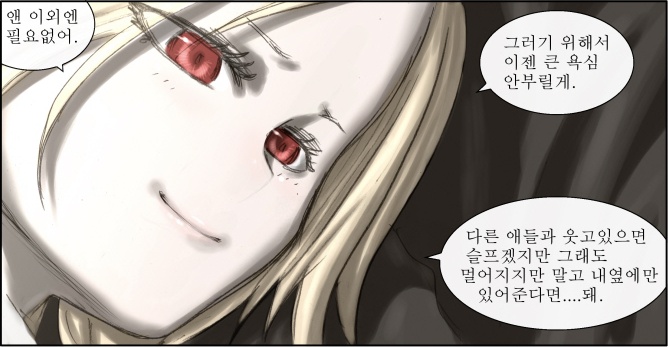 앤 이외엔
필요없어.
그러기 위해서
이젠 큰 욕심
안부릴게.
다른 애들과 웃고있으면
슬프겠지만 그래도
멀어지지만 말고 내옆에만
있어준다면....돼.